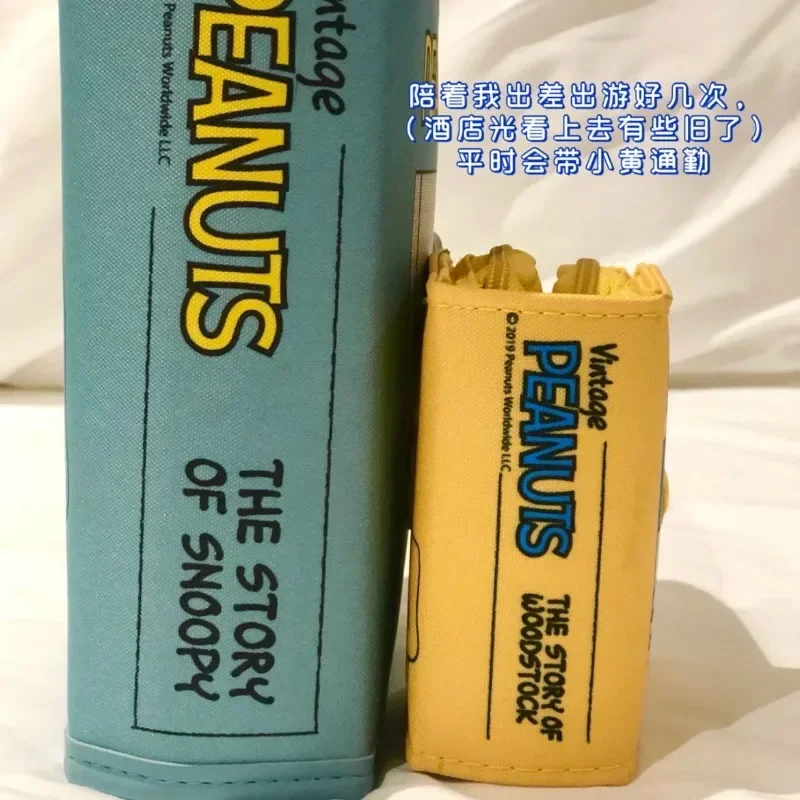 陪着我出差出游好几次，
（酒店光看上去有些旧了）
平时会带小黄通勤
PEANUTS
Peanuts Worldwide LLC
THE STORY
OF SNOOPY
Vintage
PEANUTS
© 2019 Peanuts Worldwide LLC
THE STORY OF
WOODSTOCK